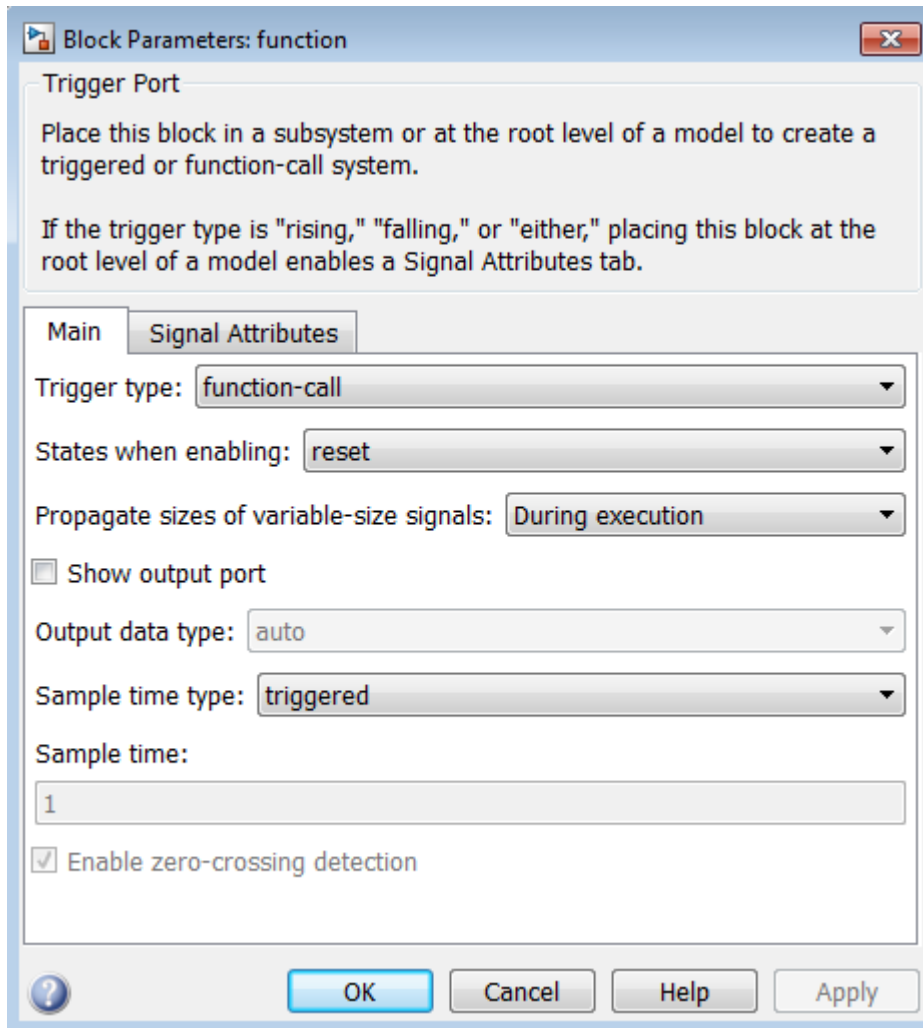 Block Parameters: function
Trigger Port
Place this block in a subsystem or at the root level of a model to create a
triggered or function-call system.
If the trigger type is "rising," "falling," or "either," placing this block at the
root level of a model enables a Signal Attributes tab.
Main Signal Attributes
Trigger type: function-call
States when enabling: reset
Propagate sizes of variable-size signals: During execution
Show output port
Output data type: auto
Sample time type: triggered
Sample time:
1
Enable zero-crossing detection
? OK Cancel Help Apply